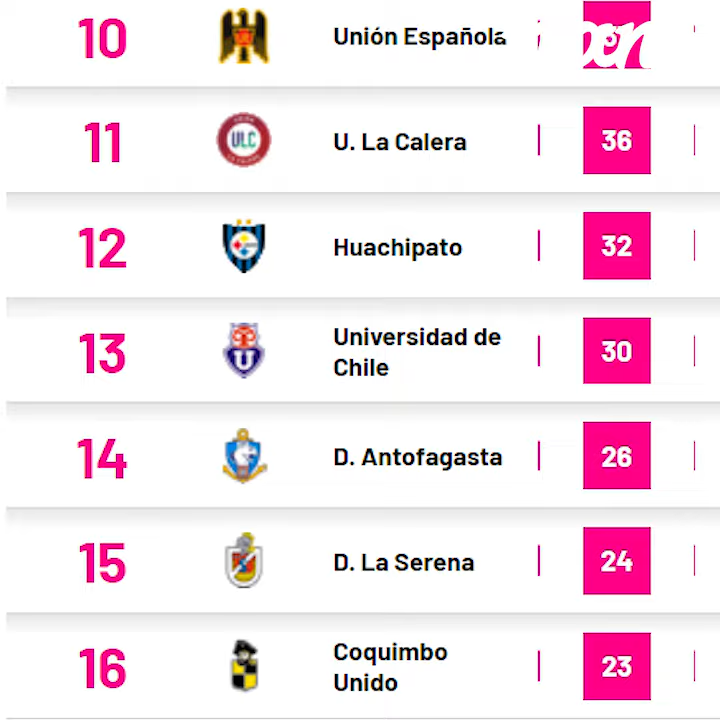 10 Unión Española
11 U. La Calera 36
12 Huachipato 32
13 Universidad de
Chile 30
14 D. Antofagasta 26
15 D. La Serena 24
16 Coquimbo
Unido 23
ULC
U